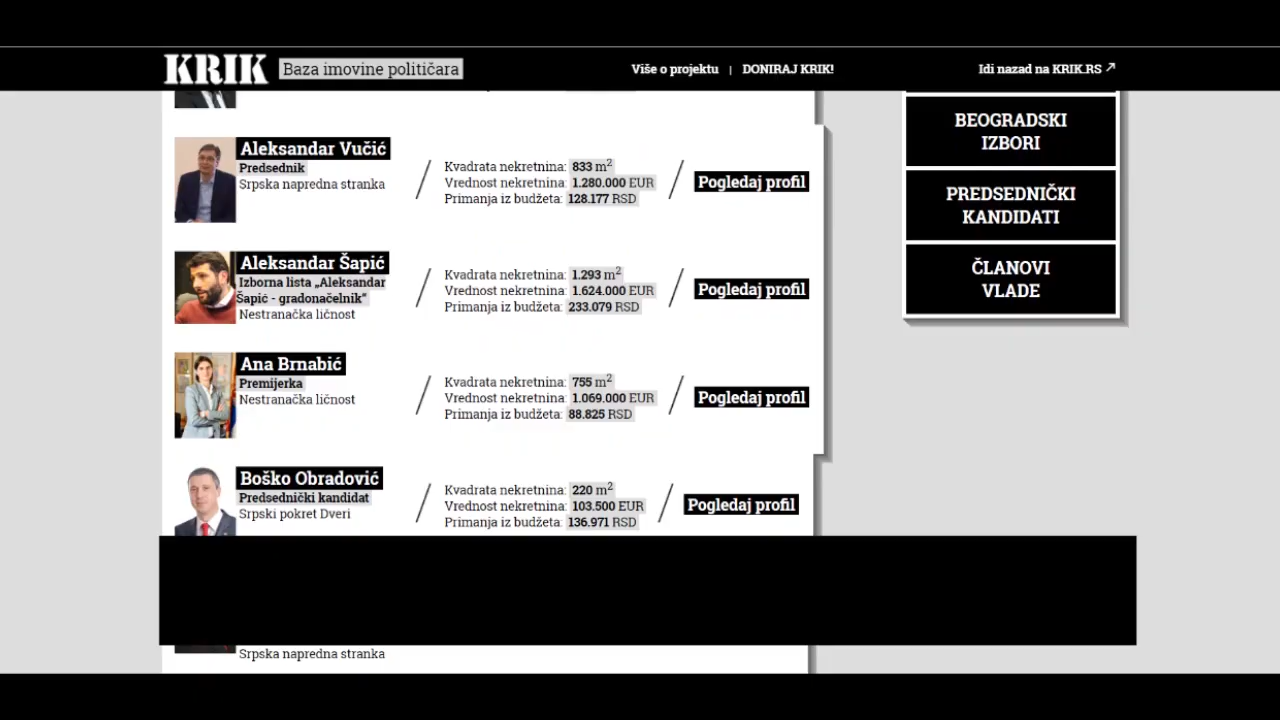 KRIK Baza imovine političara
Više o projektu | DONIRAJ KRIK!
Idi nazad na KRIK.RS
Aleksandar Vučić
Predsednik
Srpska napredna stranka
Kvadrata nekretnina: 833 m²
Vrednost nekretnina: 1.280.000 EUR
Primanja iz budžeta: 128.177 RSD
Pogledaj profil
Aleksandar Šapić
Izborna lista „Aleksandar
Šapić - gradonačelnik“
Nestranačka ličnost
Kvadrata nekretnina: 1.293 m²
Vrednost nekretnina: 1.624.000 EUR
Primanja iz budžeta: 233.079 RSD
Pogledaj profil
Ana Brnabić
Premijerka
Nestranačka ličnost
Kvadrata nekretnina: 755 m²
Vrednost nekretnina: 1.069.000 EUR
Primanja iz budžeta: 88.825 RSD
Pogledaj profil
Boško Obradović
Predsednički kandidat
Srpski pokret Dveri
Kvadrata nekretnina: 220 m²
Vrednost nekretnina: 103.500 EUR
Primanja iz budžeta: 136.971 RSD
Pogledaj profil
Srpska napredna stranka
BEOGRADSKI
IZBORI
PREDSEDNIČKI
KANDIDATI
ČLANOVI
VLADE